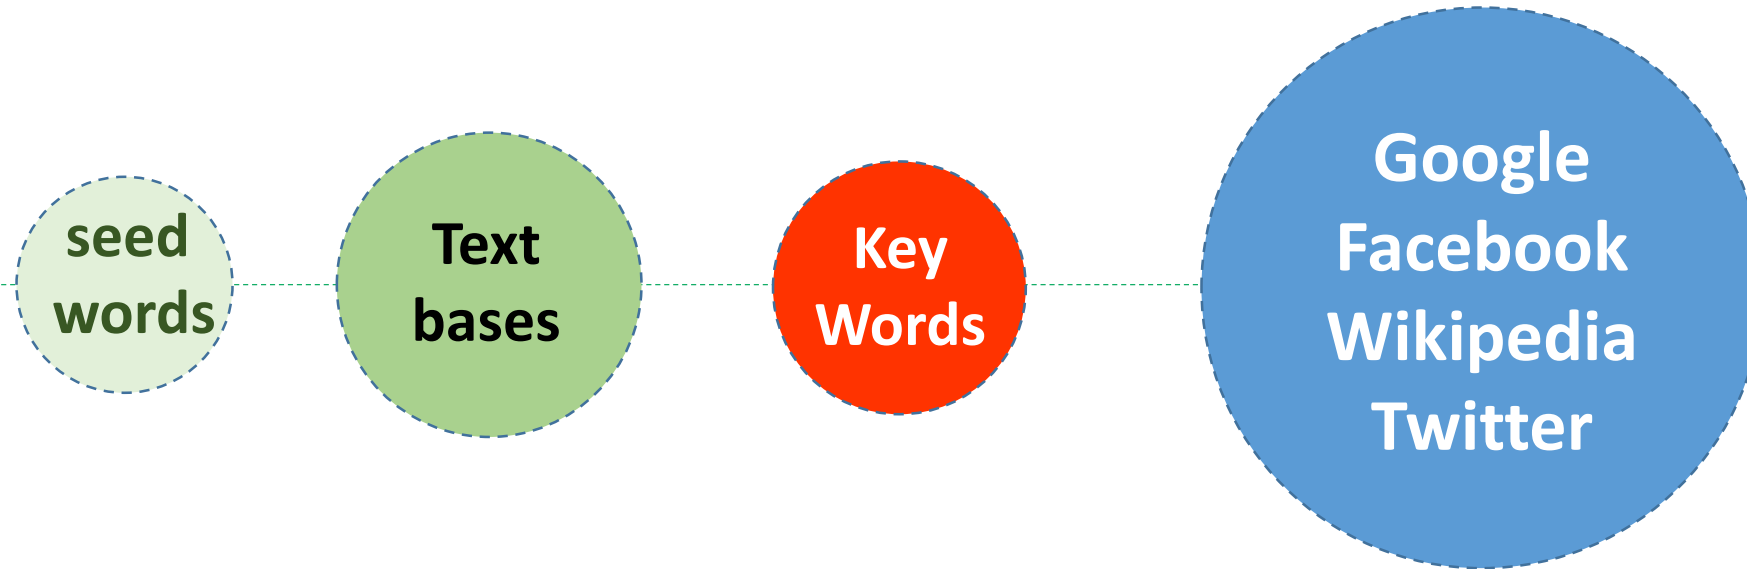 seed
words
Text
bases
Key
Words
Google
Facebook
Wikipedia
Twitter